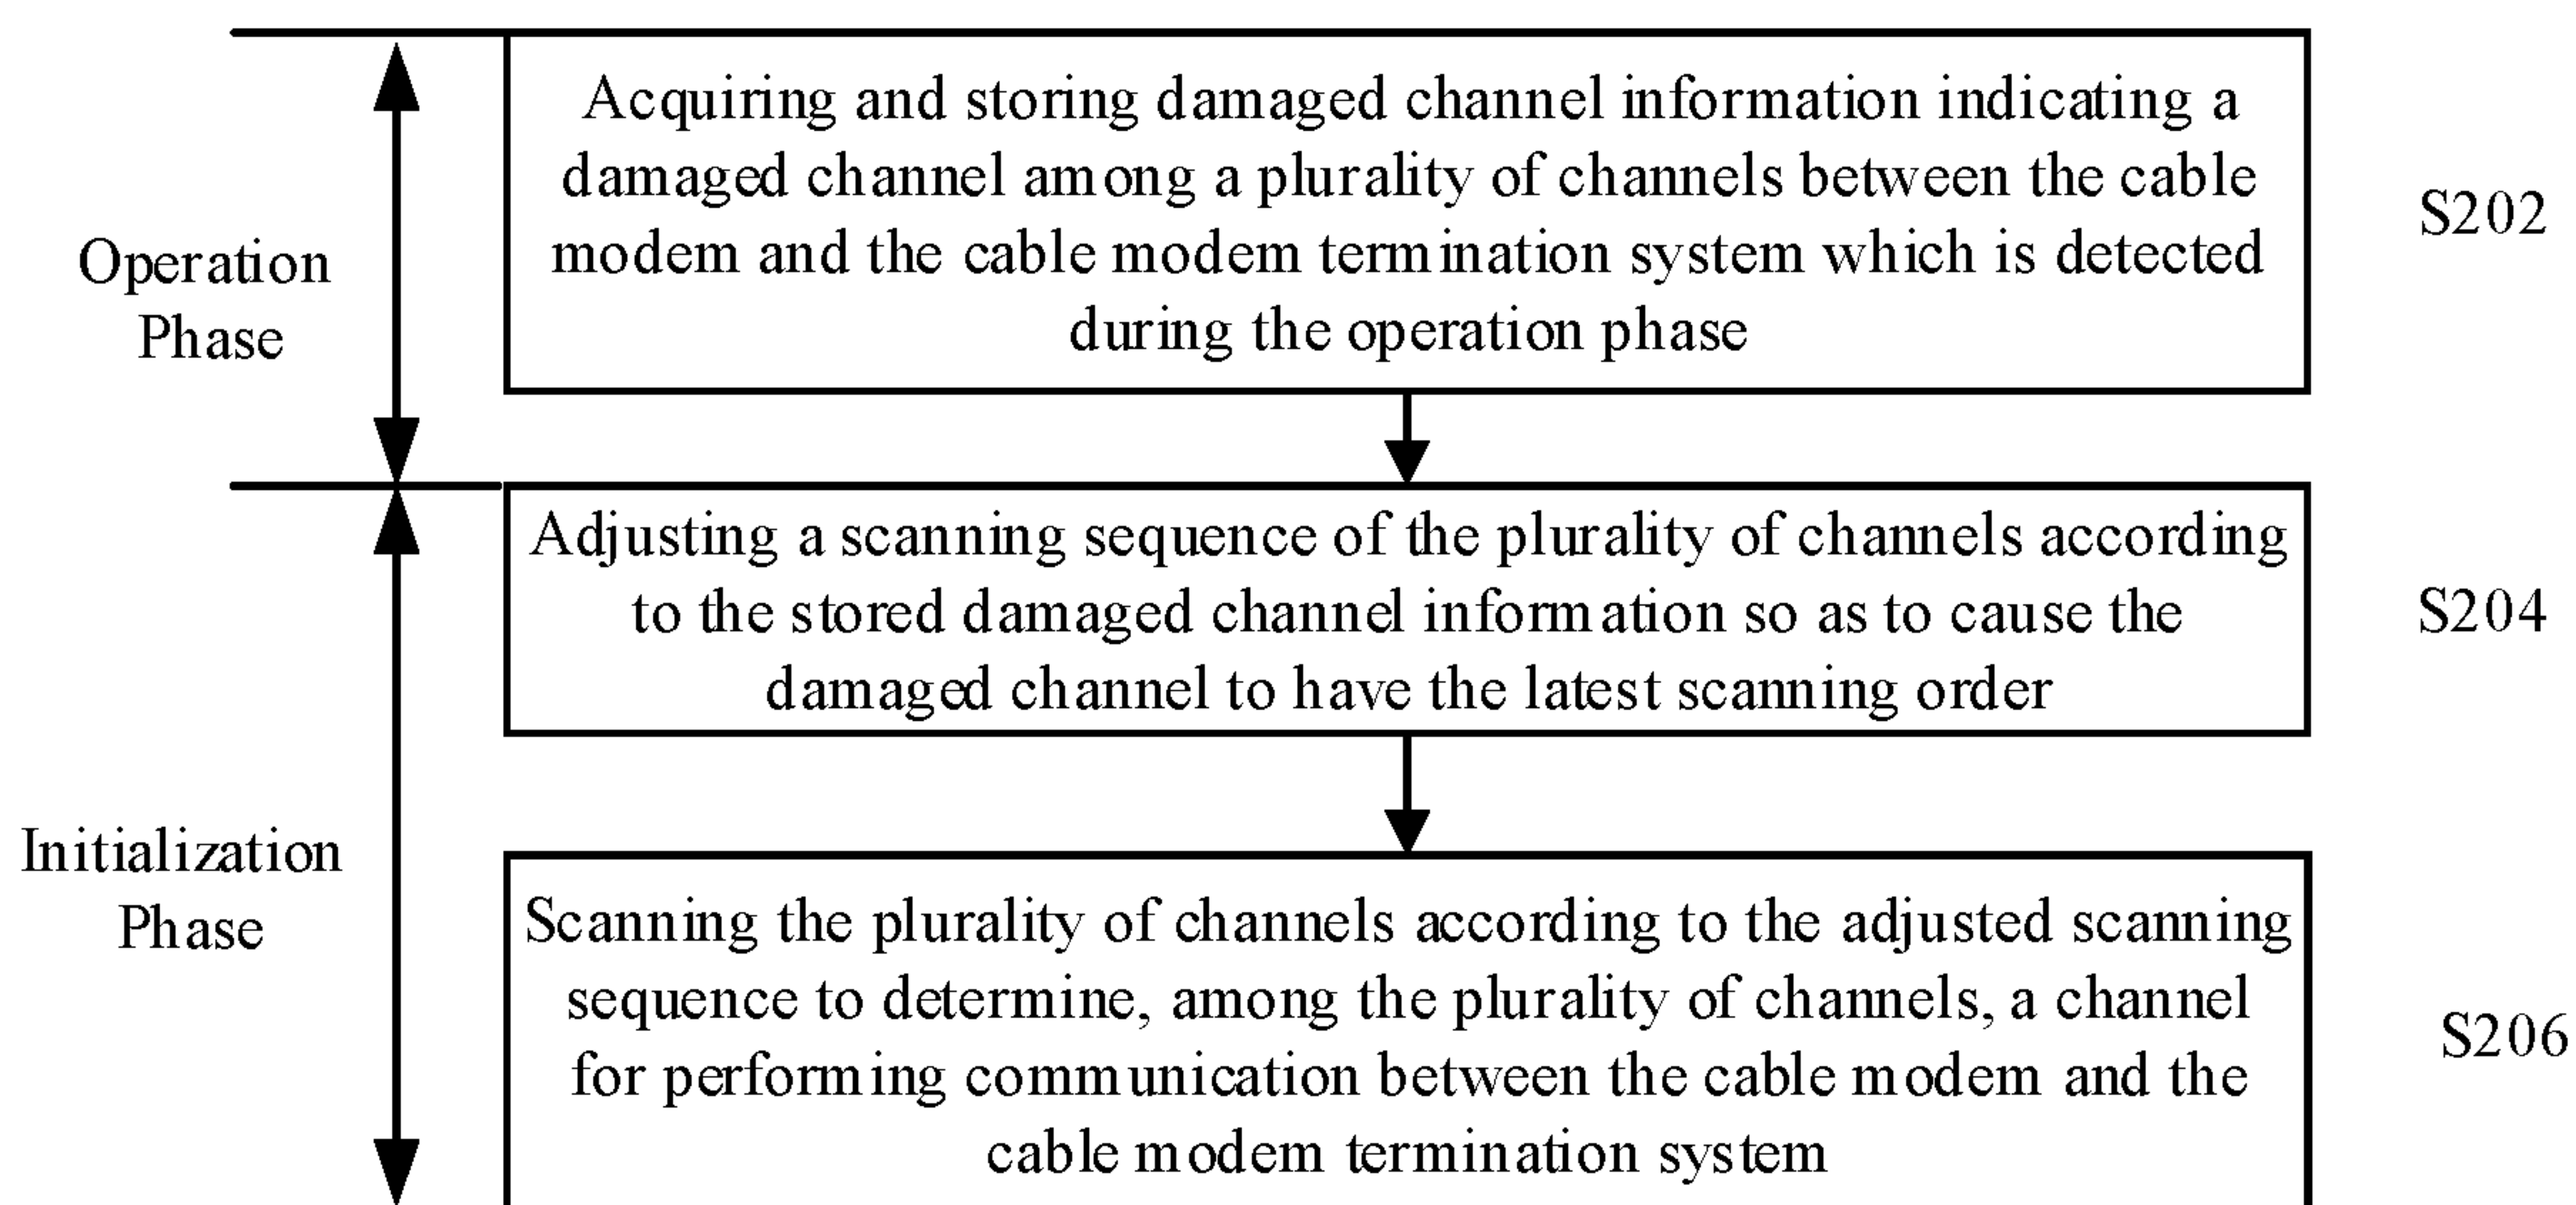 Operation
Phase
Acquiring and storing damaged channel information indicating a
damaged channel among a plurality of channels between the cable
modem and the cable modem termination system which is detected
during the operation phase
S202
Adjusting a scanning sequence of the plurality of channels according
to the stored damaged channel information so as to cause the
damaged channel to have the latest scanning order
S204
Initialization
Phase
Scanning the plurality of channels according to the adjusted scanning
sequence to determine, among the plurality of channels, a channel
for performing communication between the cable modem and the
cable modem termination system
S206